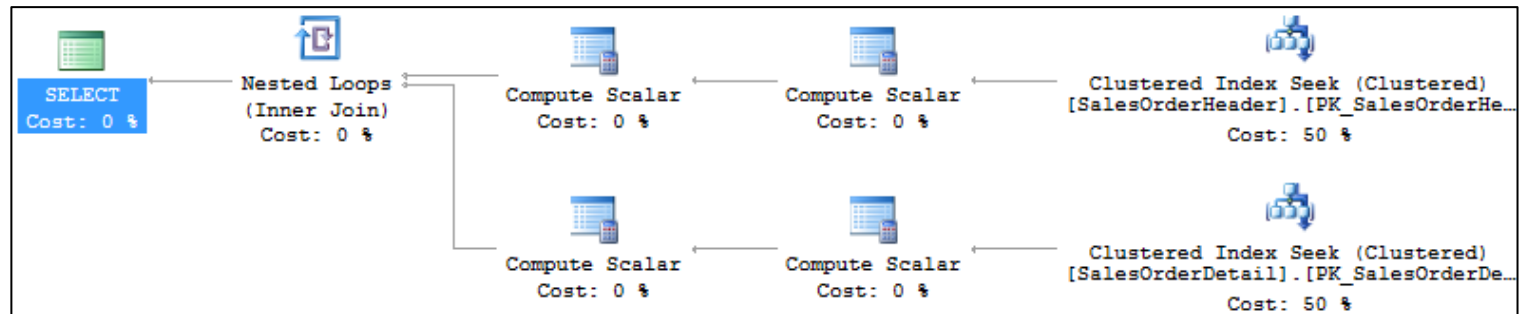 SELECT
Cost: 0 %
Nested Loops
(Inner Join)
Cost: 0 %
Compute Scalar
Cost: 0 %
Compute Scalar
Cost: 0 %
Clustered Index Seek (Clustered)
[SalesOrderHeader].[PK_SalesOrderHe…
Cost: 50 %
Compute Scalar
Cost: 0 %
Compute Scalar
Cost: 0 %
Clustered Index Seek (Clustered)
[SalesOrderDetail].[PK_SalesOrderDe…
Cost: 50 %